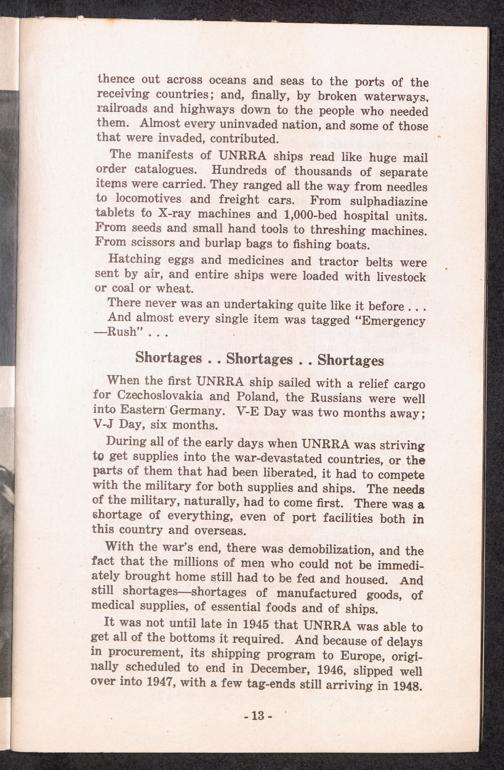 thence out across oceans and seas to the ports of the
receiving countries; and, finally, by broken waterways,
railroads and highways down to the people who needed
them. Almost every uninvaded nation, and some of those
that were invaded, contributed.
The manifests of UNRRA ships read like huge mail
order catalogues. Hundreds of thousands of separate
items were carried. They ranged all the way from needles
to locomotives and freight cars. From sulphadiazine
tablets to X-ray machines and 1,000-bed hospital units.
From seeds and small hand tools to threshing machines.
From scissors and burlap bags to fishing boats.
Hatching eggs and medicines and tractor belts were
sent by air, and entire ships were loaded with livestock
or coal or wheat.
There never was an undertaking quite like it before . . .
And almost every single item was tagged "Emergency
—Rush" . . .
Shortages . . Shortages . . Shortages
When the first UNRRA ship sailed with a relief cargo
for Czechoslovakia and Poland, the Russians were well
into Eastern Germany. V-E Day was two months away;
V-J Day, six months.
During all of the early days when UNRRA was striving
to get supplies into the war-devastated countries, or the
parts of them that had been liberated, it had to compete
with the military for both supplies and ships. The needs
of the military, naturally, had to come first. There was a
shortage of everything, even of port facilities both in
this country and overseas.
With the war's end, there was demobilization, and the
fact that the millions of men who could not be immedi-
ately brought home still had to be fed and housed. And
still shortages—shortages of manufactured goods, of
medical supplies, of essential foods and of ships.
It was not until late in 1945 that UNRRA was able to
get all of the bottoms it required. And because of delays
in procurement, its shipping program to Europe, origi-
nally scheduled to end in December, 1946, slipped well
over into 1947, with a few tag-ends still arriving in 1948.
- 13 -